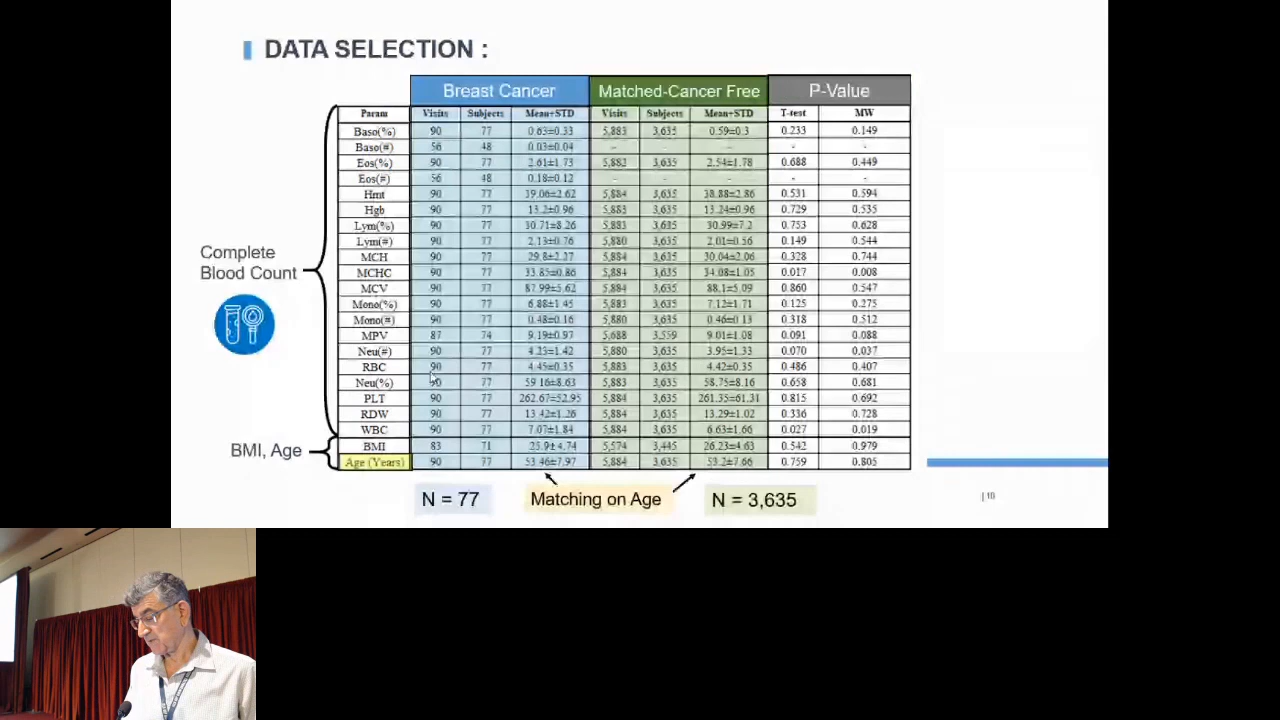 DATA SELECTION :
Breast Cancer Matched-Cancer Free P-Value
Param Visits Subjects Mean+STD Visits Subjects Mean+STD T-test MW
Baso(%) 90 77 0.63±0.33 5,883 3,635 0.59±0.3 0.233 0.149
Baso(#) 56 48 0.03±0.04 - - - - -
Eos(%) 90 77 2.61±1.73 5,882 3,635 2.54±1.78 0.688 0.449
Eos(#) 56 48 0.18±0.12 - - - - -
Hmt 90 77 39.06±2.62 5,884 3,635 38.88±2.86 0.531 0.594
Hgb 90 77 13.2±0.96 5,883 3,635 13.24±0.96 0.729 0.535
Lym(%) 90 77 30.71±8.26 5,883 3,635 30.99±7.2 0.753 0.628
Lym(#) 90 77 2.13±0.76 5,880 3,635 2.01±0.56 0.149 0.544
MCH 90 77 29.8±2.27 5,884 3,635 30.04±2.06 0.328 0.744
MCHC 90 77 33.85±0.86 5,884 3,635 34.08±1.05 0.017 0.008
MCV 90 77 87.99±5.62 5,884 3,635 88.1±5.09 0.860 0.547
Mono(%) 90 77 6.88±1.45 5,883 3,635 7.12±1.71 0.125 0.275
Mono(#) 90 77 0.48±0.16 5,880 3,635 0.46±0.13 0.318 0.512
MPV 87 74 9.19±0.97 5,688 3,559 9.01±1.08 0.091 0.088
Neu(#) 90 77 4.23±1.42 5,880 3,635 3.95±1.33 0.070 0.037
RBC 90 77 4.45±0.35 5,883 3,635 4.42±0.35 0.486 0.407
Neu(%) 90 77 59.16±8.63 5,883 3,635 58.75±8.16 0.658 0.681
PLT 90 77 262.67±52.95 5,884 3,635 261.35±61.31 0.815 0.692
RDW 90 77 13.42±1.26 5,884 3,635 13.29±1.02 0.336 0.728
WBC 90 77 7.07±1.84 5,884 3,635 6.63±1.66 0.027 0.019
BMI 83 71 25.9±4.74 5,574 3,445 26.23±4.63 0.542 0.979
Age (Years) 90 77 53.46±7.97 5,884 3,635 53.2±7.66 0.759 0.805
Complete
Blood Count
BMI, Age
N = 77 Matching on Age N = 3,635
| 10